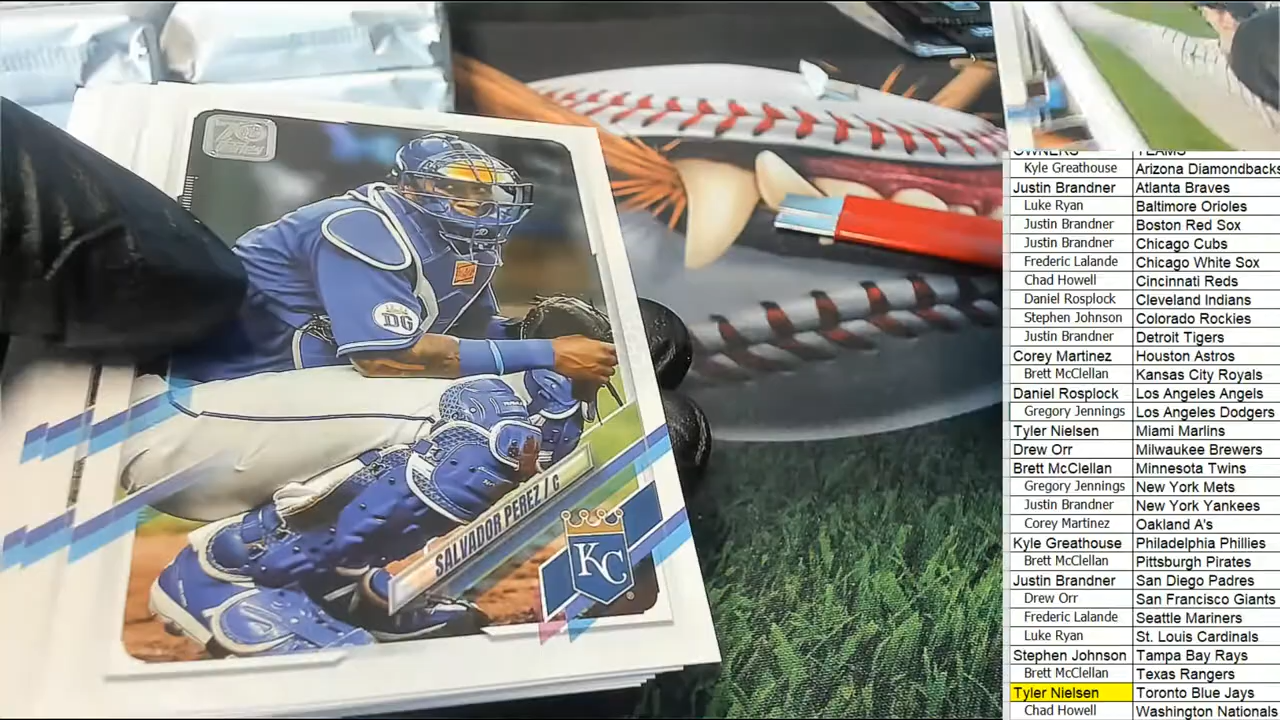 70
DG
SALVADOR PEREZ / C
KC
OWNERS TEAMS
Kyle Greathouse Arizona Diamondbacks
Justin Brandner Atlanta Braves
Luke Ryan Baltimore Orioles
Justin Brandner Boston Red Sox
Justin Brandner Chicago Cubs
Frederic Lalande Chicago White Sox
Chad Howell Cincinnati Reds
Daniel Rosplock Cleveland Indians
Stephen Johnson Colorado Rockies
Justin Brandner Detroit Tigers
Corey Martinez Houston Astros
Brett McClellan Kansas City Royals
Daniel Rosplock Los Angeles Angels
Gregory Jennings Los Angeles Dodgers
Tyler Nielsen Miami Marlins
Drew Orr Milwaukee Brewers
Brett McClellan Minnesota Twins
Gregory Jennings New York Mets
Justin Brandner New York Yankees
Corey Martinez Oakland A's
Kyle Greathouse Philadelphia Phillies
Brett McClellan Pittsburgh Pirates
Justin Brandner San Diego Padres
Drew Orr San Francisco Giants
Frederic Lalande Seattle Mariners
Luke Ryan St. Louis Cardinals
Stephen Johnson Tampa Bay Rays
Brett McClellan Texas Rangers
Tyler Nielsen Toronto Blue Jays
Chad Howell Washington Nationals